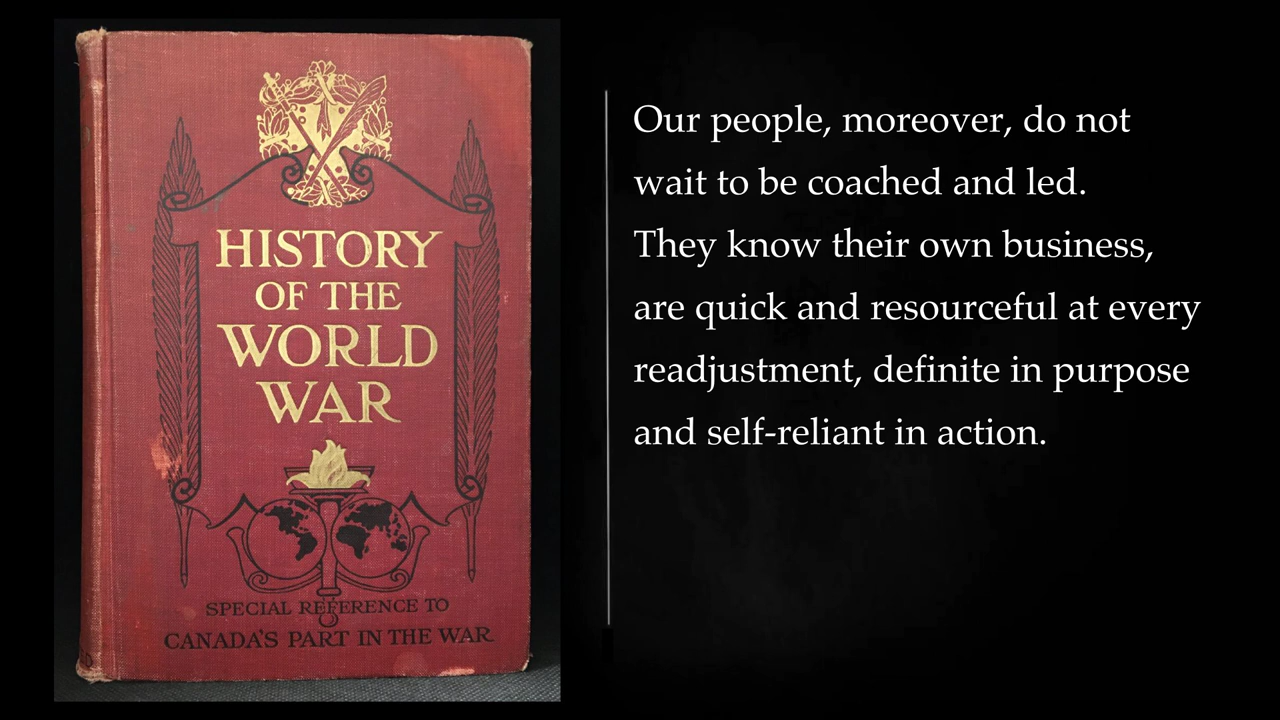 HISTORY
OF THE
WORLD
WAR
SPECIAL REFERENCE TO
CANADA'S PART IN THE WAR
Our people, moreover, do not
wait to be coached and led.
They know their own business,
are quick and resourceful at every
readjustment, definite in purpose
and self-reliant in action.